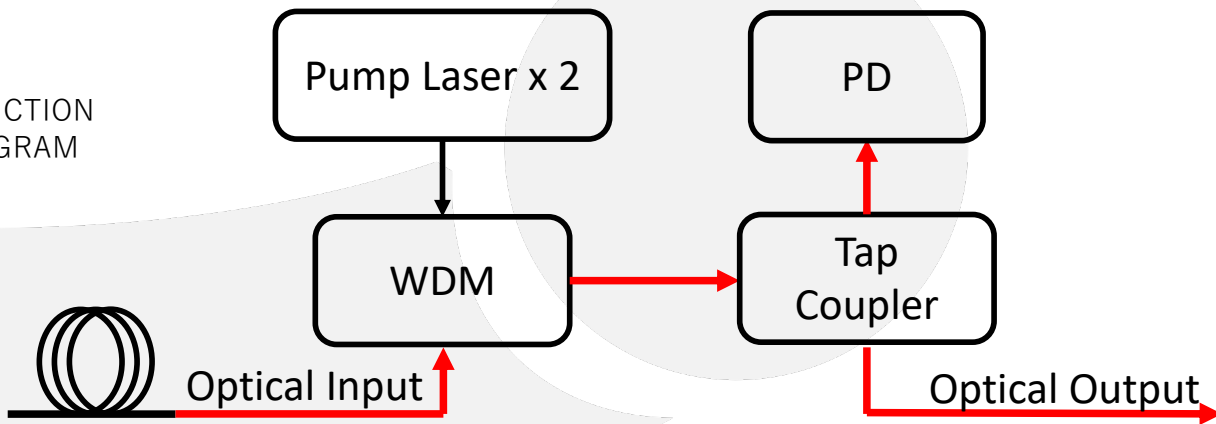 Pump Laser x 2
PD
CTION
GRAM
WDM
Tap
Coupler
Optical Input
Optical Output